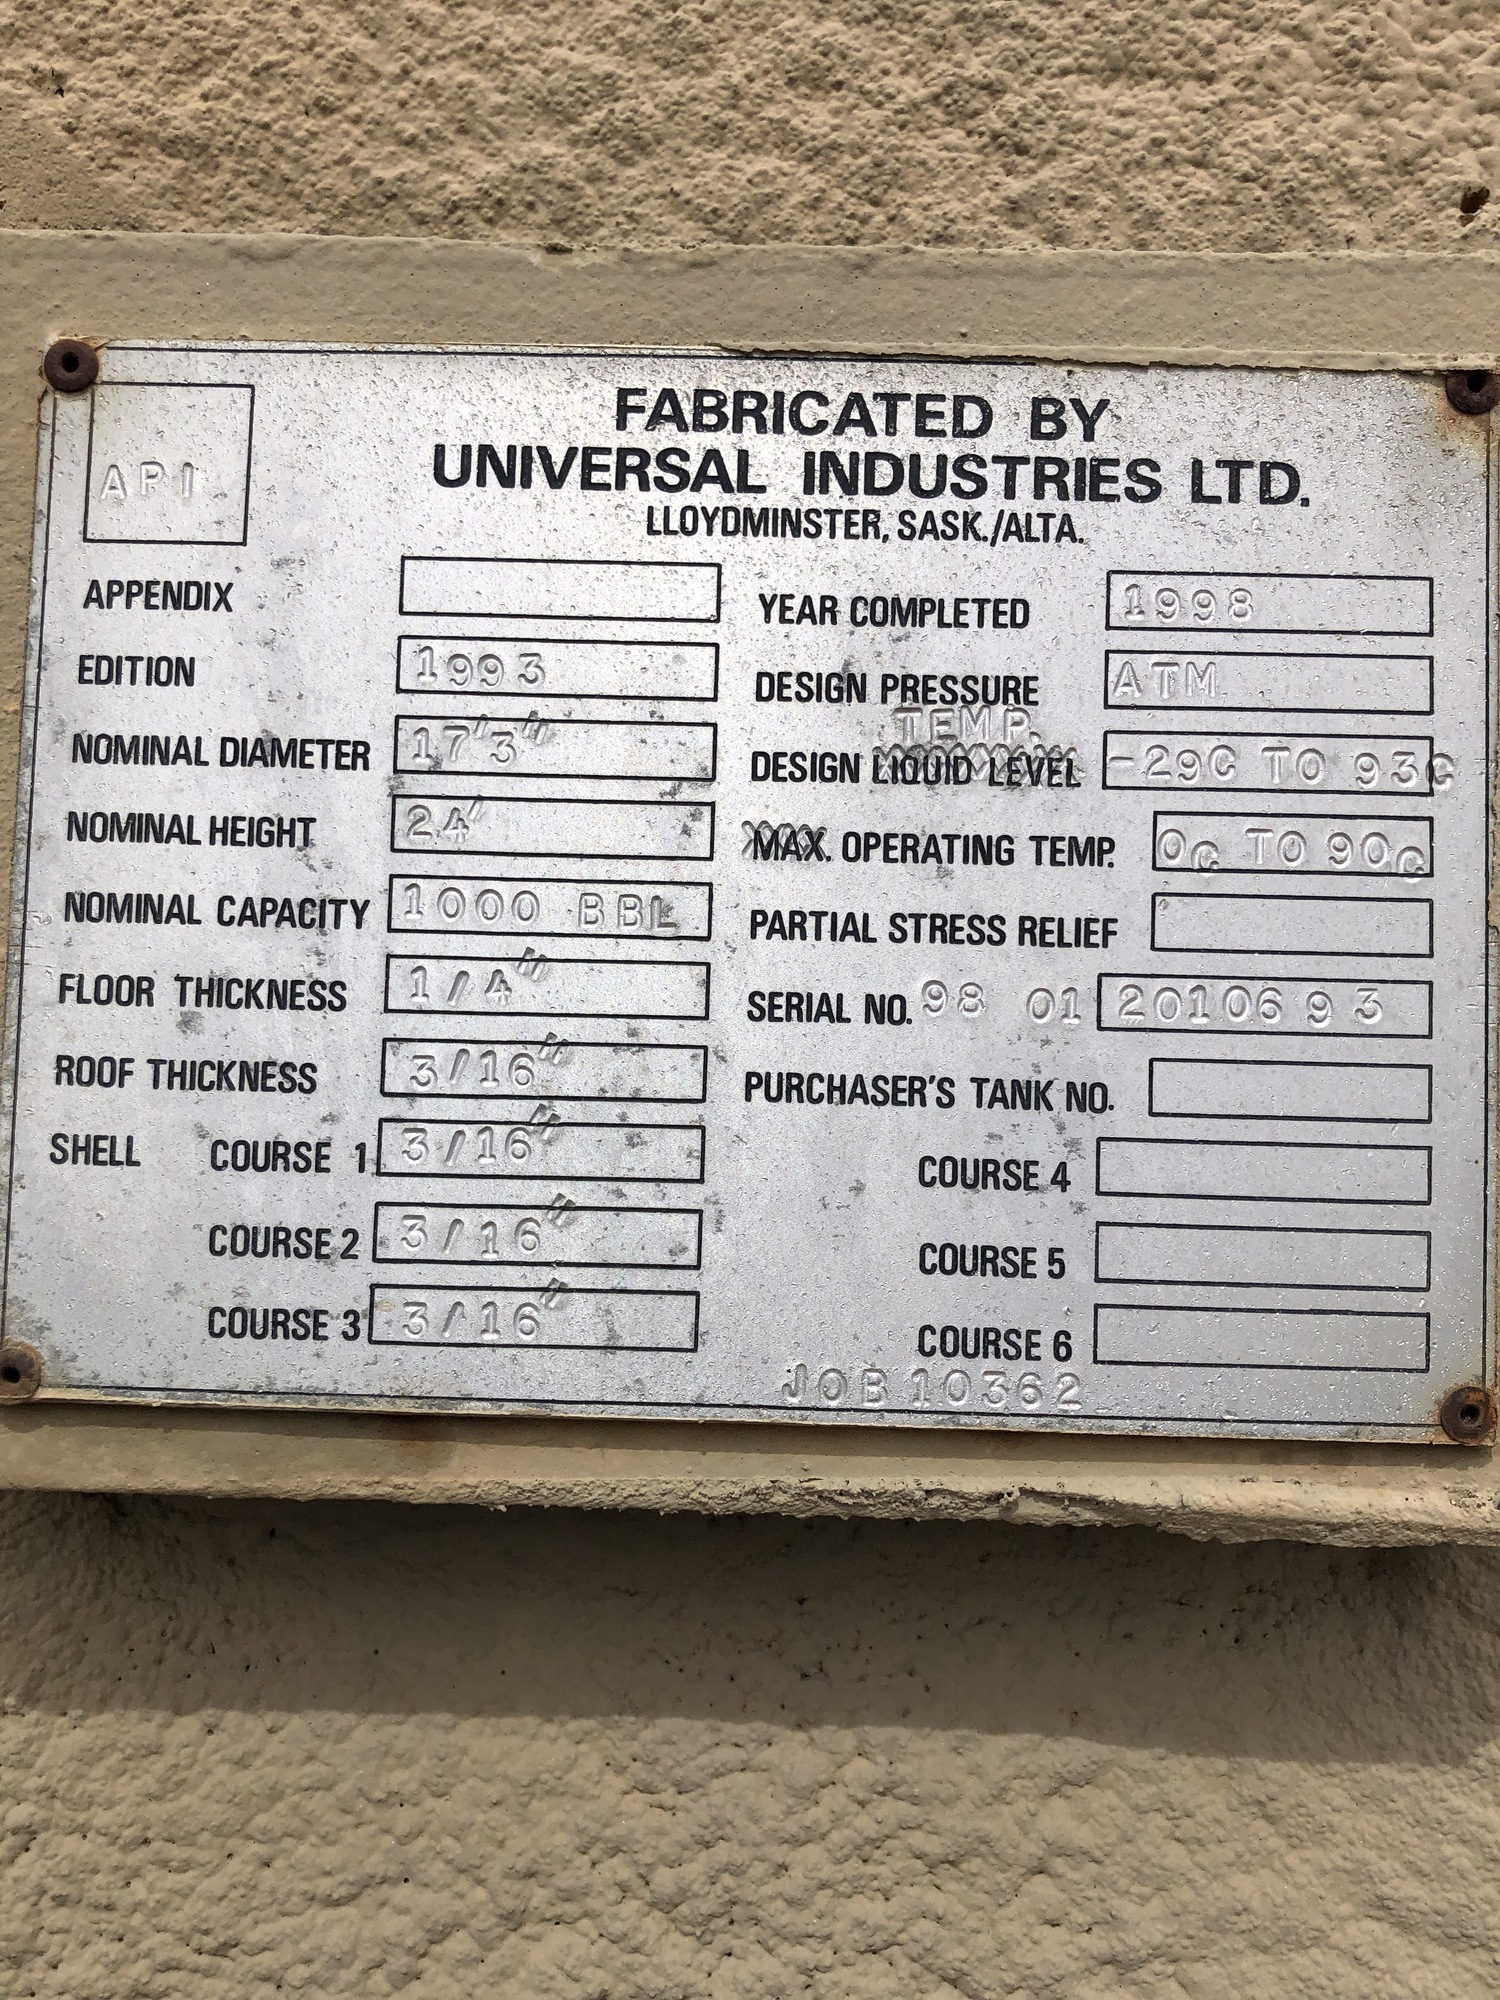 API
FABRICATED BY
UNIVERSAL INDUSTRIES LTD.
LLOYDMINSTER, SASK./ALTA.
APPENDIX
EDITION 1993
NOMINAL DIAMETER 17'3"
NOMINAL HEIGHT 24'
NOMINAL CAPACITY 1000 BBL
FLOOR THICKNESS 1/4"
ROOF THICKNESS 3/16"
SHELL COURSE 1 3/16"
COURSE 2 3/16"
COURSE 3 3/16"
YEAR COMPLETED 1998
DESIGN PRESSURE ATM
TEMP.
DESIGN LIQUID LEVEL -29C TO 93C
MAX. OPERATING TEMP. 0C TO 90C
PARTIAL STRESS RELIEF
SERIAL NO. 98 01 2010693
PURCHASER'S TANK NO.
COURSE 4
COURSE 5
COURSE 6
JOB 10362